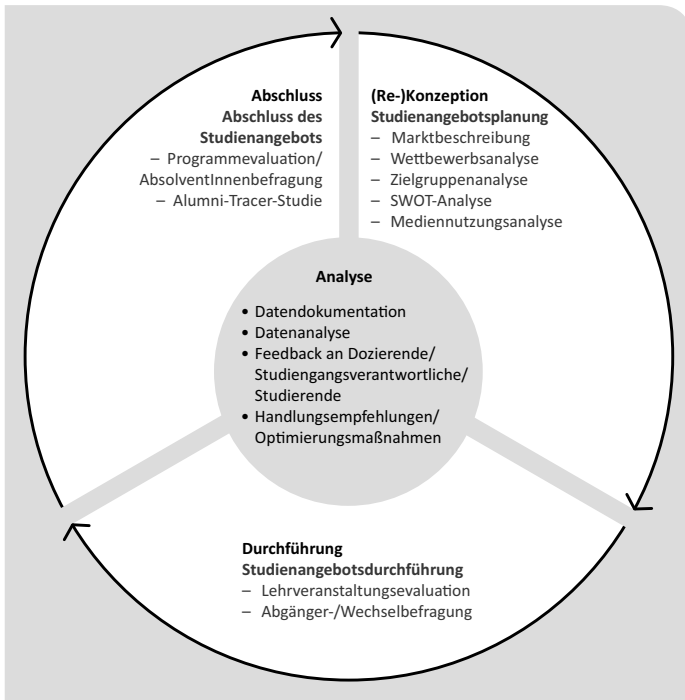 Abschluss
Abschluss des
Studienangebots
– Programmevaluation/
AbsolventInnenbefragung
– Alumni-Tracer-Studie
(Re-)Konzeption
Studienangebotsplanung
– Marktbeschreibung
– Wettbewerbsanalyse
– Zielgruppenanalyse
– SWOT-Analyse
– Mediennutzungsanalyse
Analyse
• Datendokumentation
• Datenanalyse
• Feedback an Dozierende/
Studiengangsverantwortliche/
Studierende
• Handlungsempfehlungen/
Optimierungsmaßnahmen
Durchführung
Studienangebotsdurchführung
– Lehrveranstaltungsevaluation
– Abgänger-/Wechselbefragung